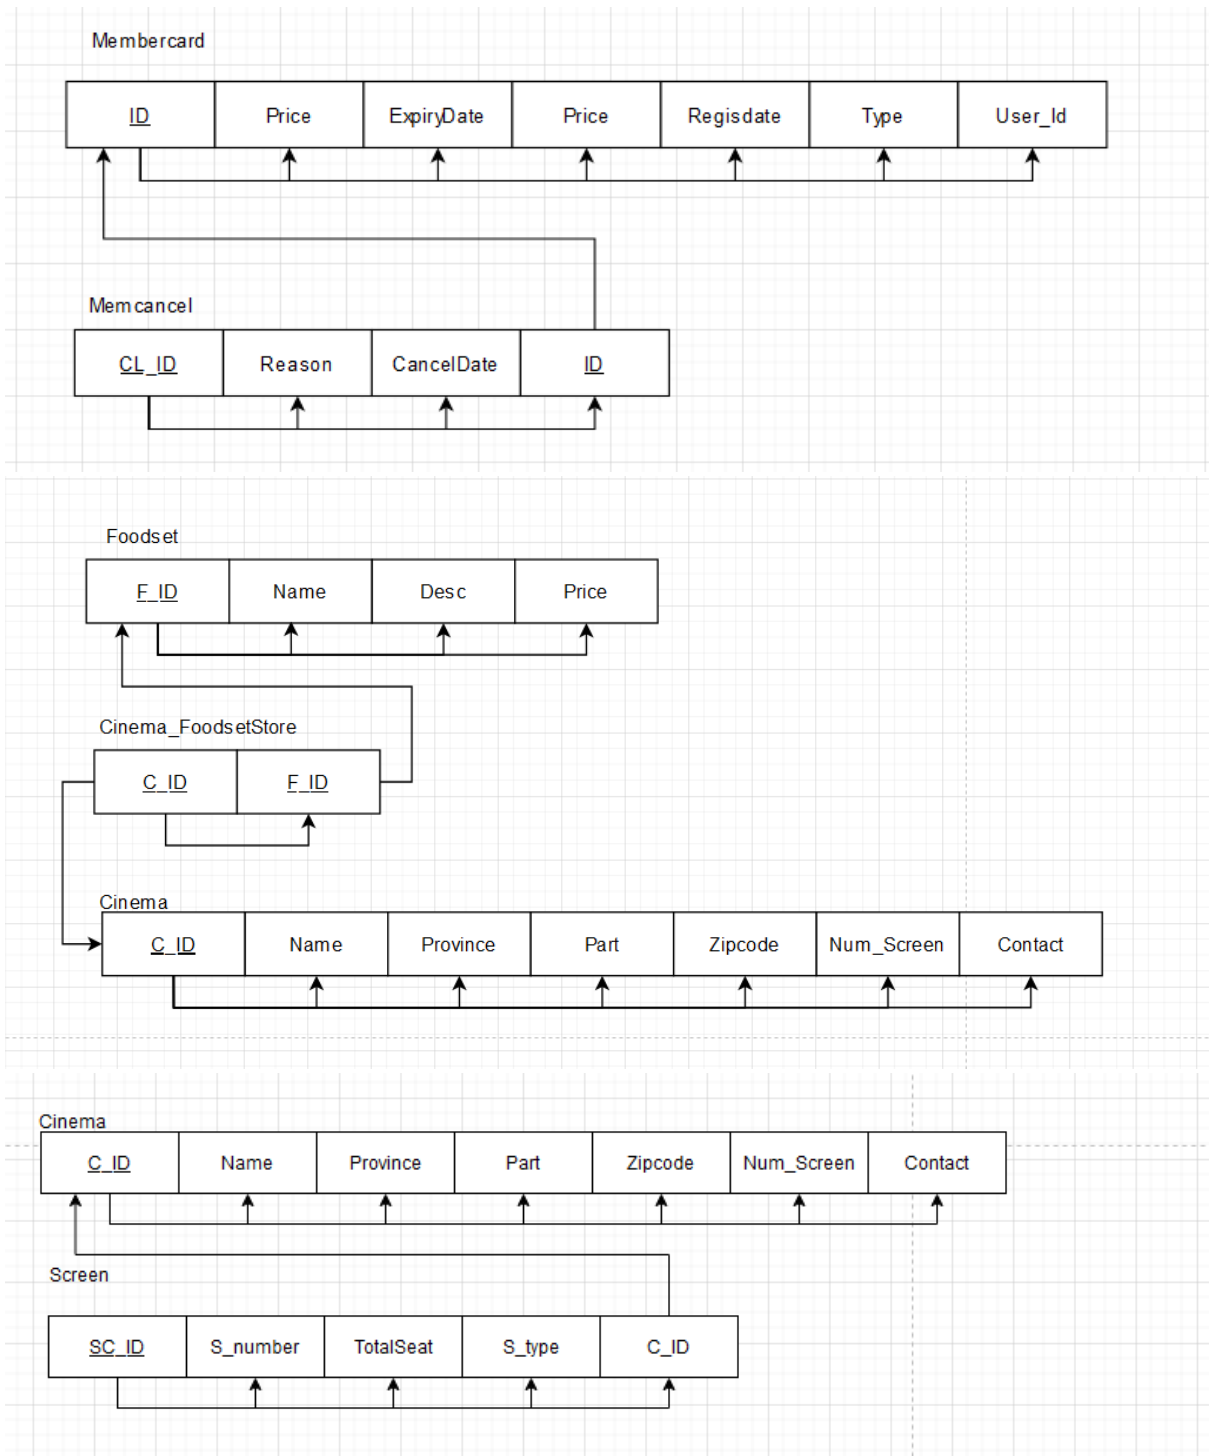 Membercard
ID Price ExpiryDate Price Regisdate Type User_Id
Memcancel
CL_ID Reason CancelDate ID
Foodset
F_ID Name Desc Price
Cinema_FoodsetStore
C_ID F_ID
Cinema
C_ID Name Province Part Zipcode Num_Screen Contact
Cinema
C_ID Name Province Part Zipcode Num_Screen Contact
Screen
SC_ID S_number TotalSeat S_type C_ID